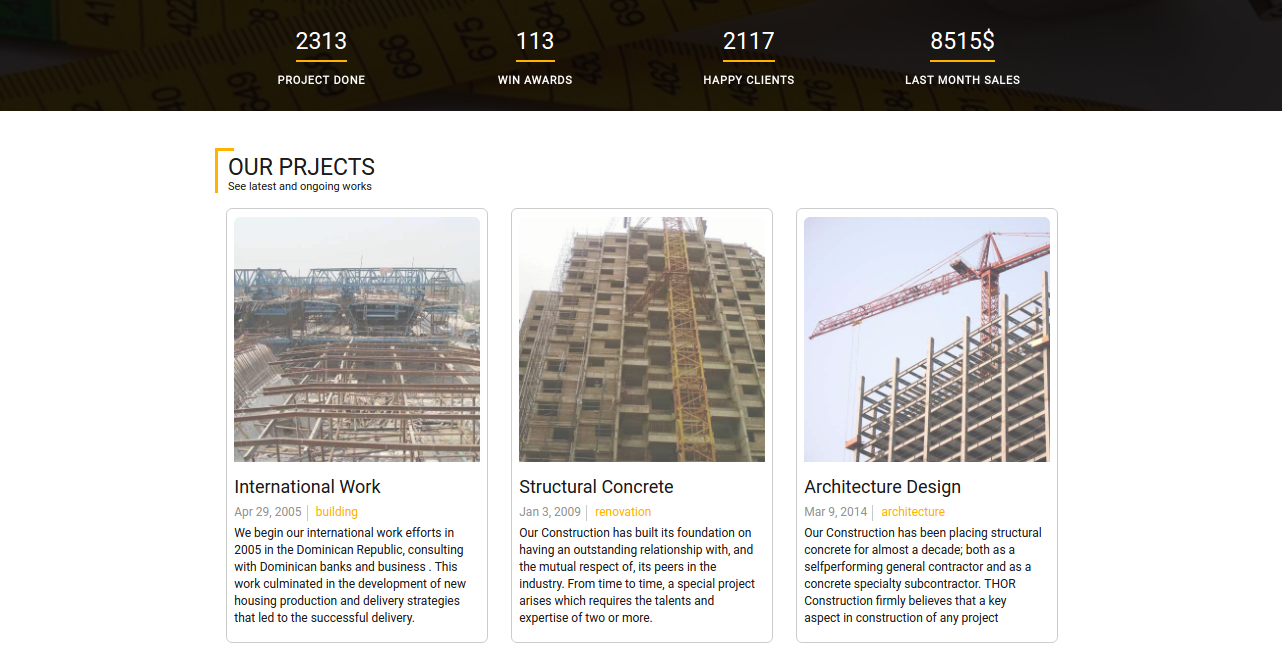 2313 113 2117 8515$
PROJECT DONE WIN AWARDS HAPPY CLIENTS LAST MONTH SALES
OUR PRJECTS
See latest and ongoing works
International Work
Apr 29, 2005 building
We begin our international work efforts in
2005 in the Dominican Republic, consulting
with Dominican banks and business . This
work culminated in the development of new
housing production and delivery strategies
that led to the successful delivery.
Structural Concrete
Jan 3, 2009 renovation
Our Construction has built its foundation on
having an outstanding relationship with, and
the mutual respect of, its peers in the
industry. From time to time, a special project
arises which requires the talents and
expertise of two or more.
Architecture Design
Mar 9, 2014 architecture
Our Construction has been placing structural
concrete for almost a decade; both as a
selfperforming general contractor and as a
concrete specialty subcontractor. THOR
Construction firmly believes that a key
aspect in construction of any project